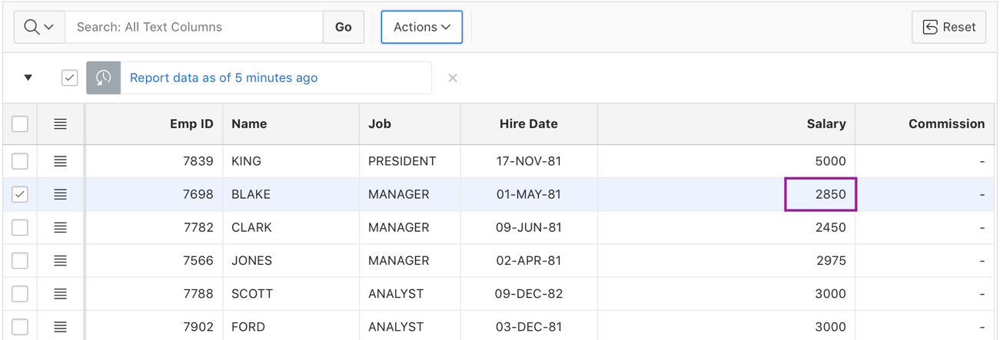 Search: All Text Columns Go Actions Reset
Report data as of 5 minutes ago
Emp ID Name Job Hire Date Salary Commission
7839 KING PRESIDENT 17-NOV-81 5000 -
7698 BLAKE MANAGER 01-MAY-81 2850 -
7782 CLARK MANAGER 09-JUN-81 2450 -
7566 JONES MANAGER 02-APR-81 2975 -
7788 SCOTT ANALYST 09-DEC-82 3000 -
7902 FORD ANALYST 03-DEC-81 3000 -